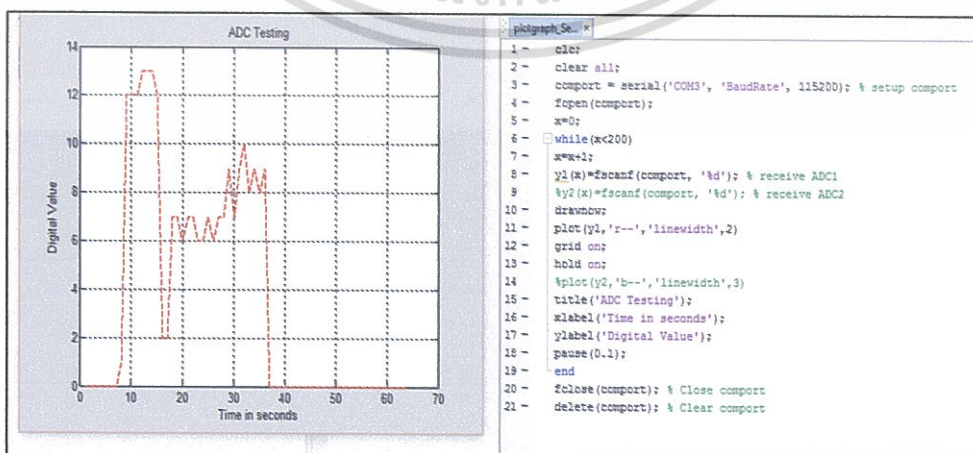 ADC Testing
14
12
10
8
6
4
2
0
Digital Value
0 10 20 30 40 50 60 70
Time in seconds
plotgraph_Se... ×
1 - clc;
2 - clear all;
3 - comport = serial('COM3', 'BaudRate', 115200); % setup comport
4 - fopen(comport);
5 - x=0;
6 - while(x<200)
7 - x=x+1;
8 - y1(x)=fscanf(comport, '%d'); % receive ADC1
9 %y2(x)=fscanf(comport, '%d'); % receive ADC2
10 - drawnow;
11 - plot(y1,'r--','linewidth',2)
12 - grid on;
13 - hold on;
14 %plot(y2,'b--','linewidth',3)
15 - title('ADC Testing');
16 - xlabel('Time in seconds');
17 - ylabel('Digital Value');
18 - pause(0.1);
19 - end
20 - fclose(comport); % Close comport
21 - delete(comport); % Clear comport